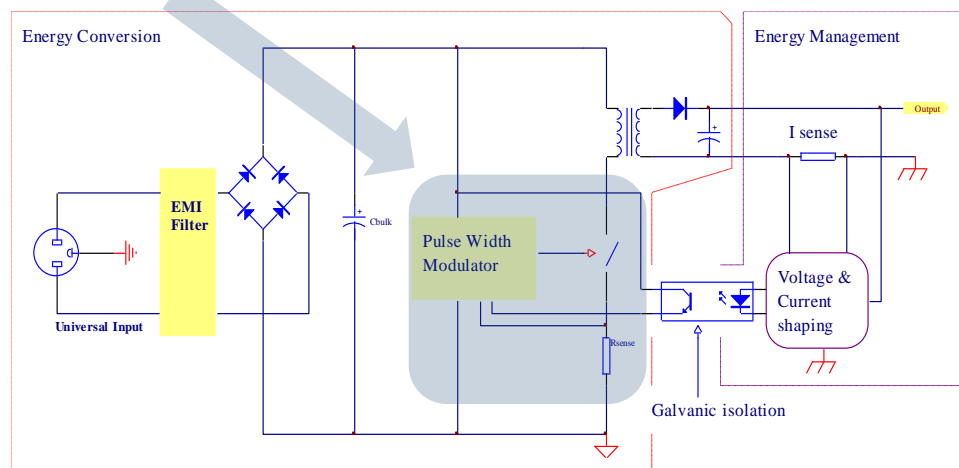 Energy Conversion
Energy Management
Output
I sense
EMI
Filter
+
Cbulk
+
Pulse Width
Modulator
Voltage &
Current
shaping
Universal Input
Rsense
Galvanic isolation